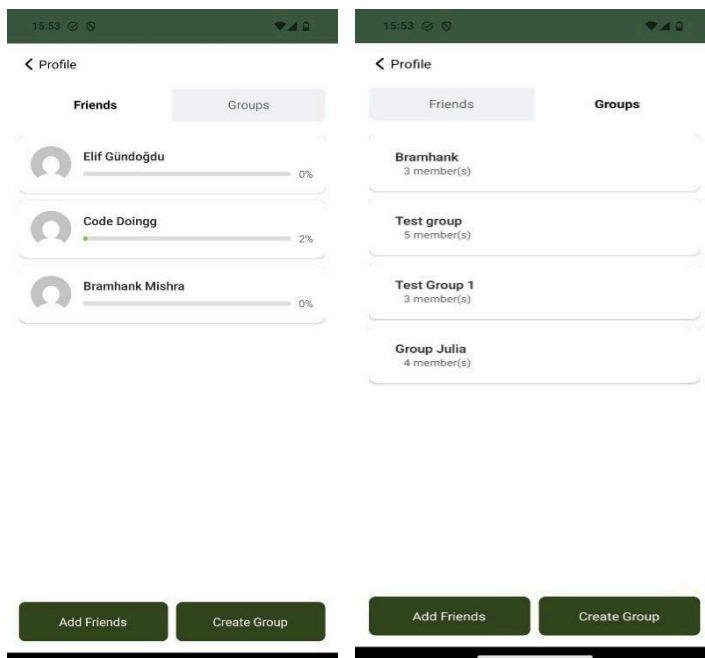 15:53
Profile
Friends Groups
Elif Gündoğdu
0%
Code Doingg
2%
Bramhank Mishra
0%
Add Friends Create Group
15:53
Profile
Friends Groups
Bramhank
3 member(s)
Test group
5 member(s)
Test Group 1
3 member(s)
Group Julia
4 member(s)
Add Friends Create Group